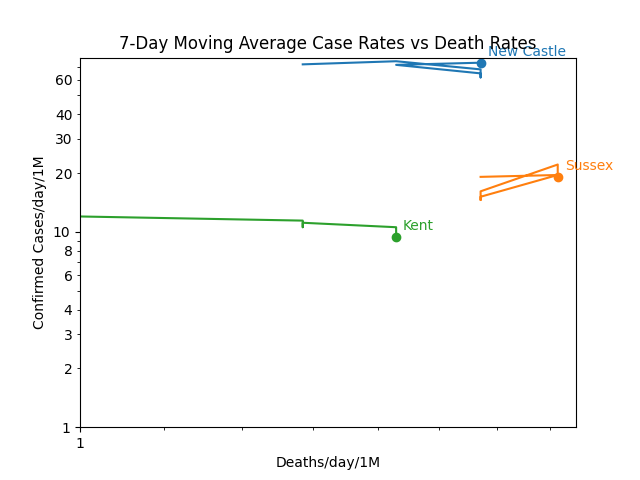 7-Day Moving Average Case Rates vs Death Rates
New Castle
Sussex
Kent
Confirmed Cases/day/1M
60
40
30
20
10
8
6
4
3
2
1
1
Deaths/day/1M